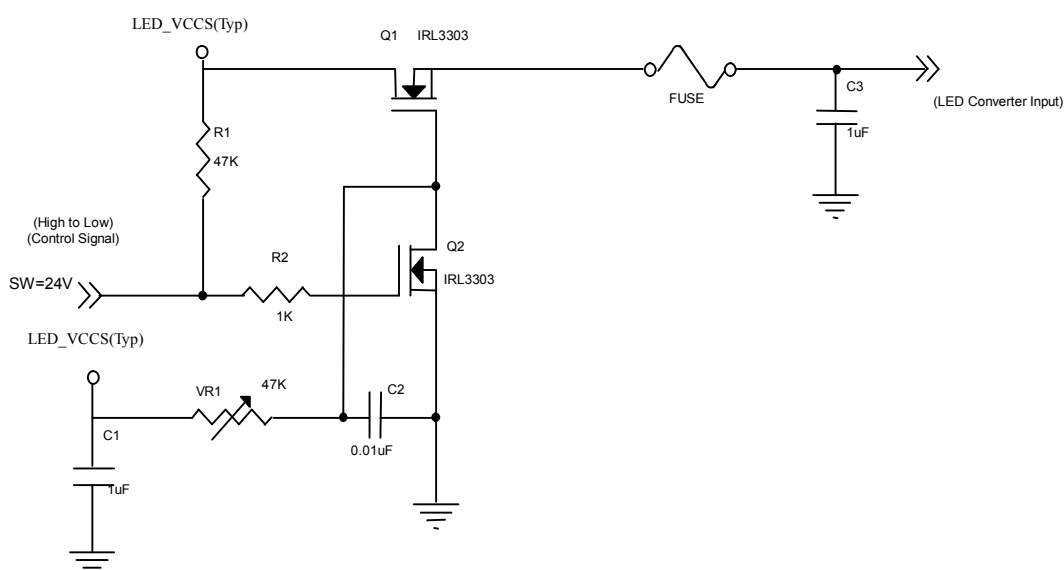 LED_VCCS(Typ)
Q1 IRL3303
FUSE
C3
1uF
(LED Converter Input)
R1
47K
(High to Low)
(Control Signal)
SW=24V
R2
1K
Q2
IRL3303
LED_VCCS(Typ)
VR1
47K
C2
0.01uF
C1
1uF